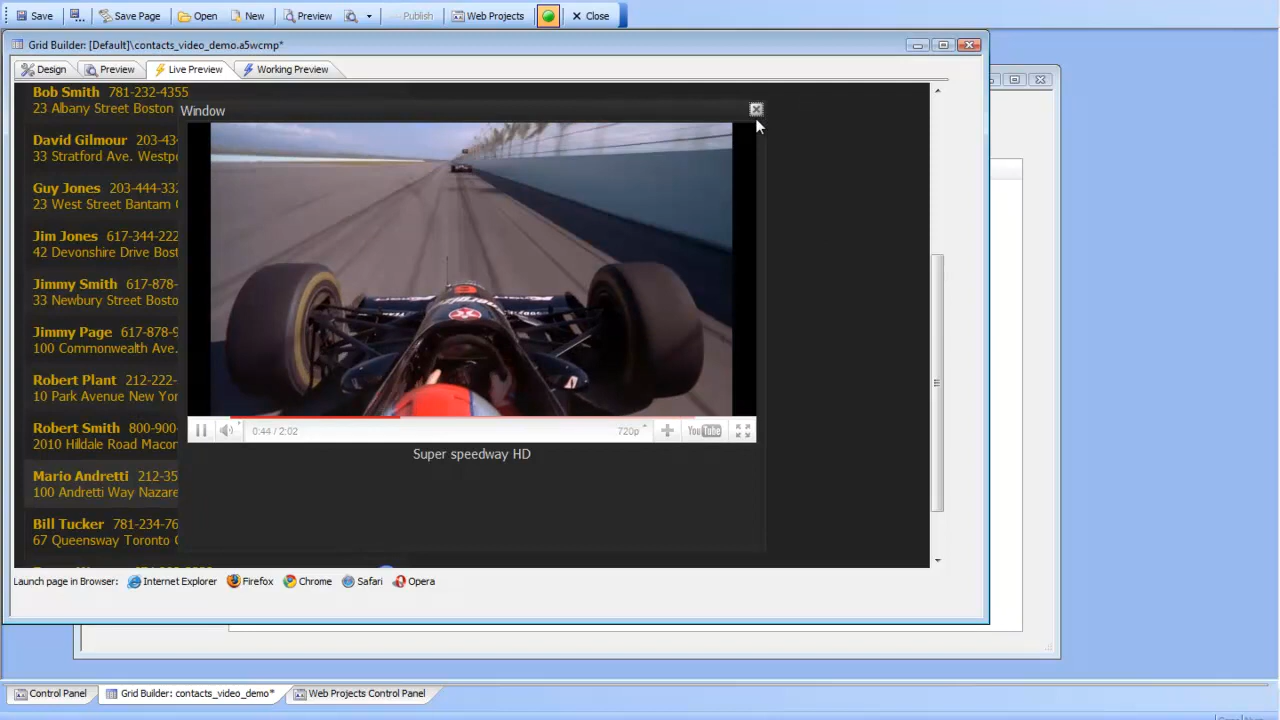 Save Save Page Open New Preview Publish Web Projects Close
Grid Builder: [Default]\contacts_video_demo.a5wcmp*
Design Preview Live Preview Working Preview
Bob Smith 781-232-4355
23 Albany Street Boston
Window
David Gilmour 203-43
33 Stratford Ave. Westp
Guy Jones 203-444-332
23 West Street Bantam
Jim Jones 617-344-222
42 Devonshire Drive Bost
Jimmy Smith 617-878-
33 Newbury Street Bosto
Jimmy Page 617-878-9
100 Commonwealth Ave.
Robert Plant 212-222-
10 Park Avenue New Yor
Robert Smith 800-900-
2010 Hilldale Road Macon
Mario Andretti 212-35
100 Andretti Way Nazare
Bill Tucker 781-234-76
67 Queensway Toronto
0:44 / 2:02 720p YouTube
Super speedway HD
Launch page in Browser: Internet Explorer Firefox Chrome Safari Opera
Control Panel Grid Builder: contacts_video_demo* Web Projects Control Panel